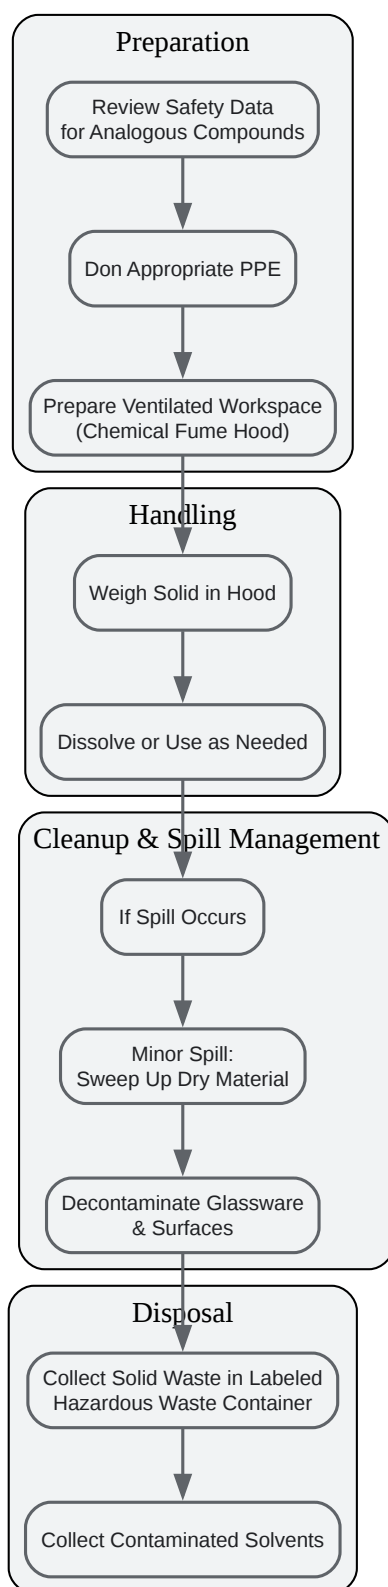 Preparation
Review Safety Data
for Analogous Compounds
Don Appropriate PPE
Prepare Ventilated Workspace
(Chemical Fume Hood)
Handling
Weigh Solid in Hood
Dissolve or Use as Needed
Cleanup & Spill Management
If Spill Occurs
Minor Spill:
Sweep Up Dry Material
Decontaminate Glassware
& Surfaces
Disposal
Collect Solid Waste in Labeled
Hazardous Waste Container
Collect Contaminated Solvents